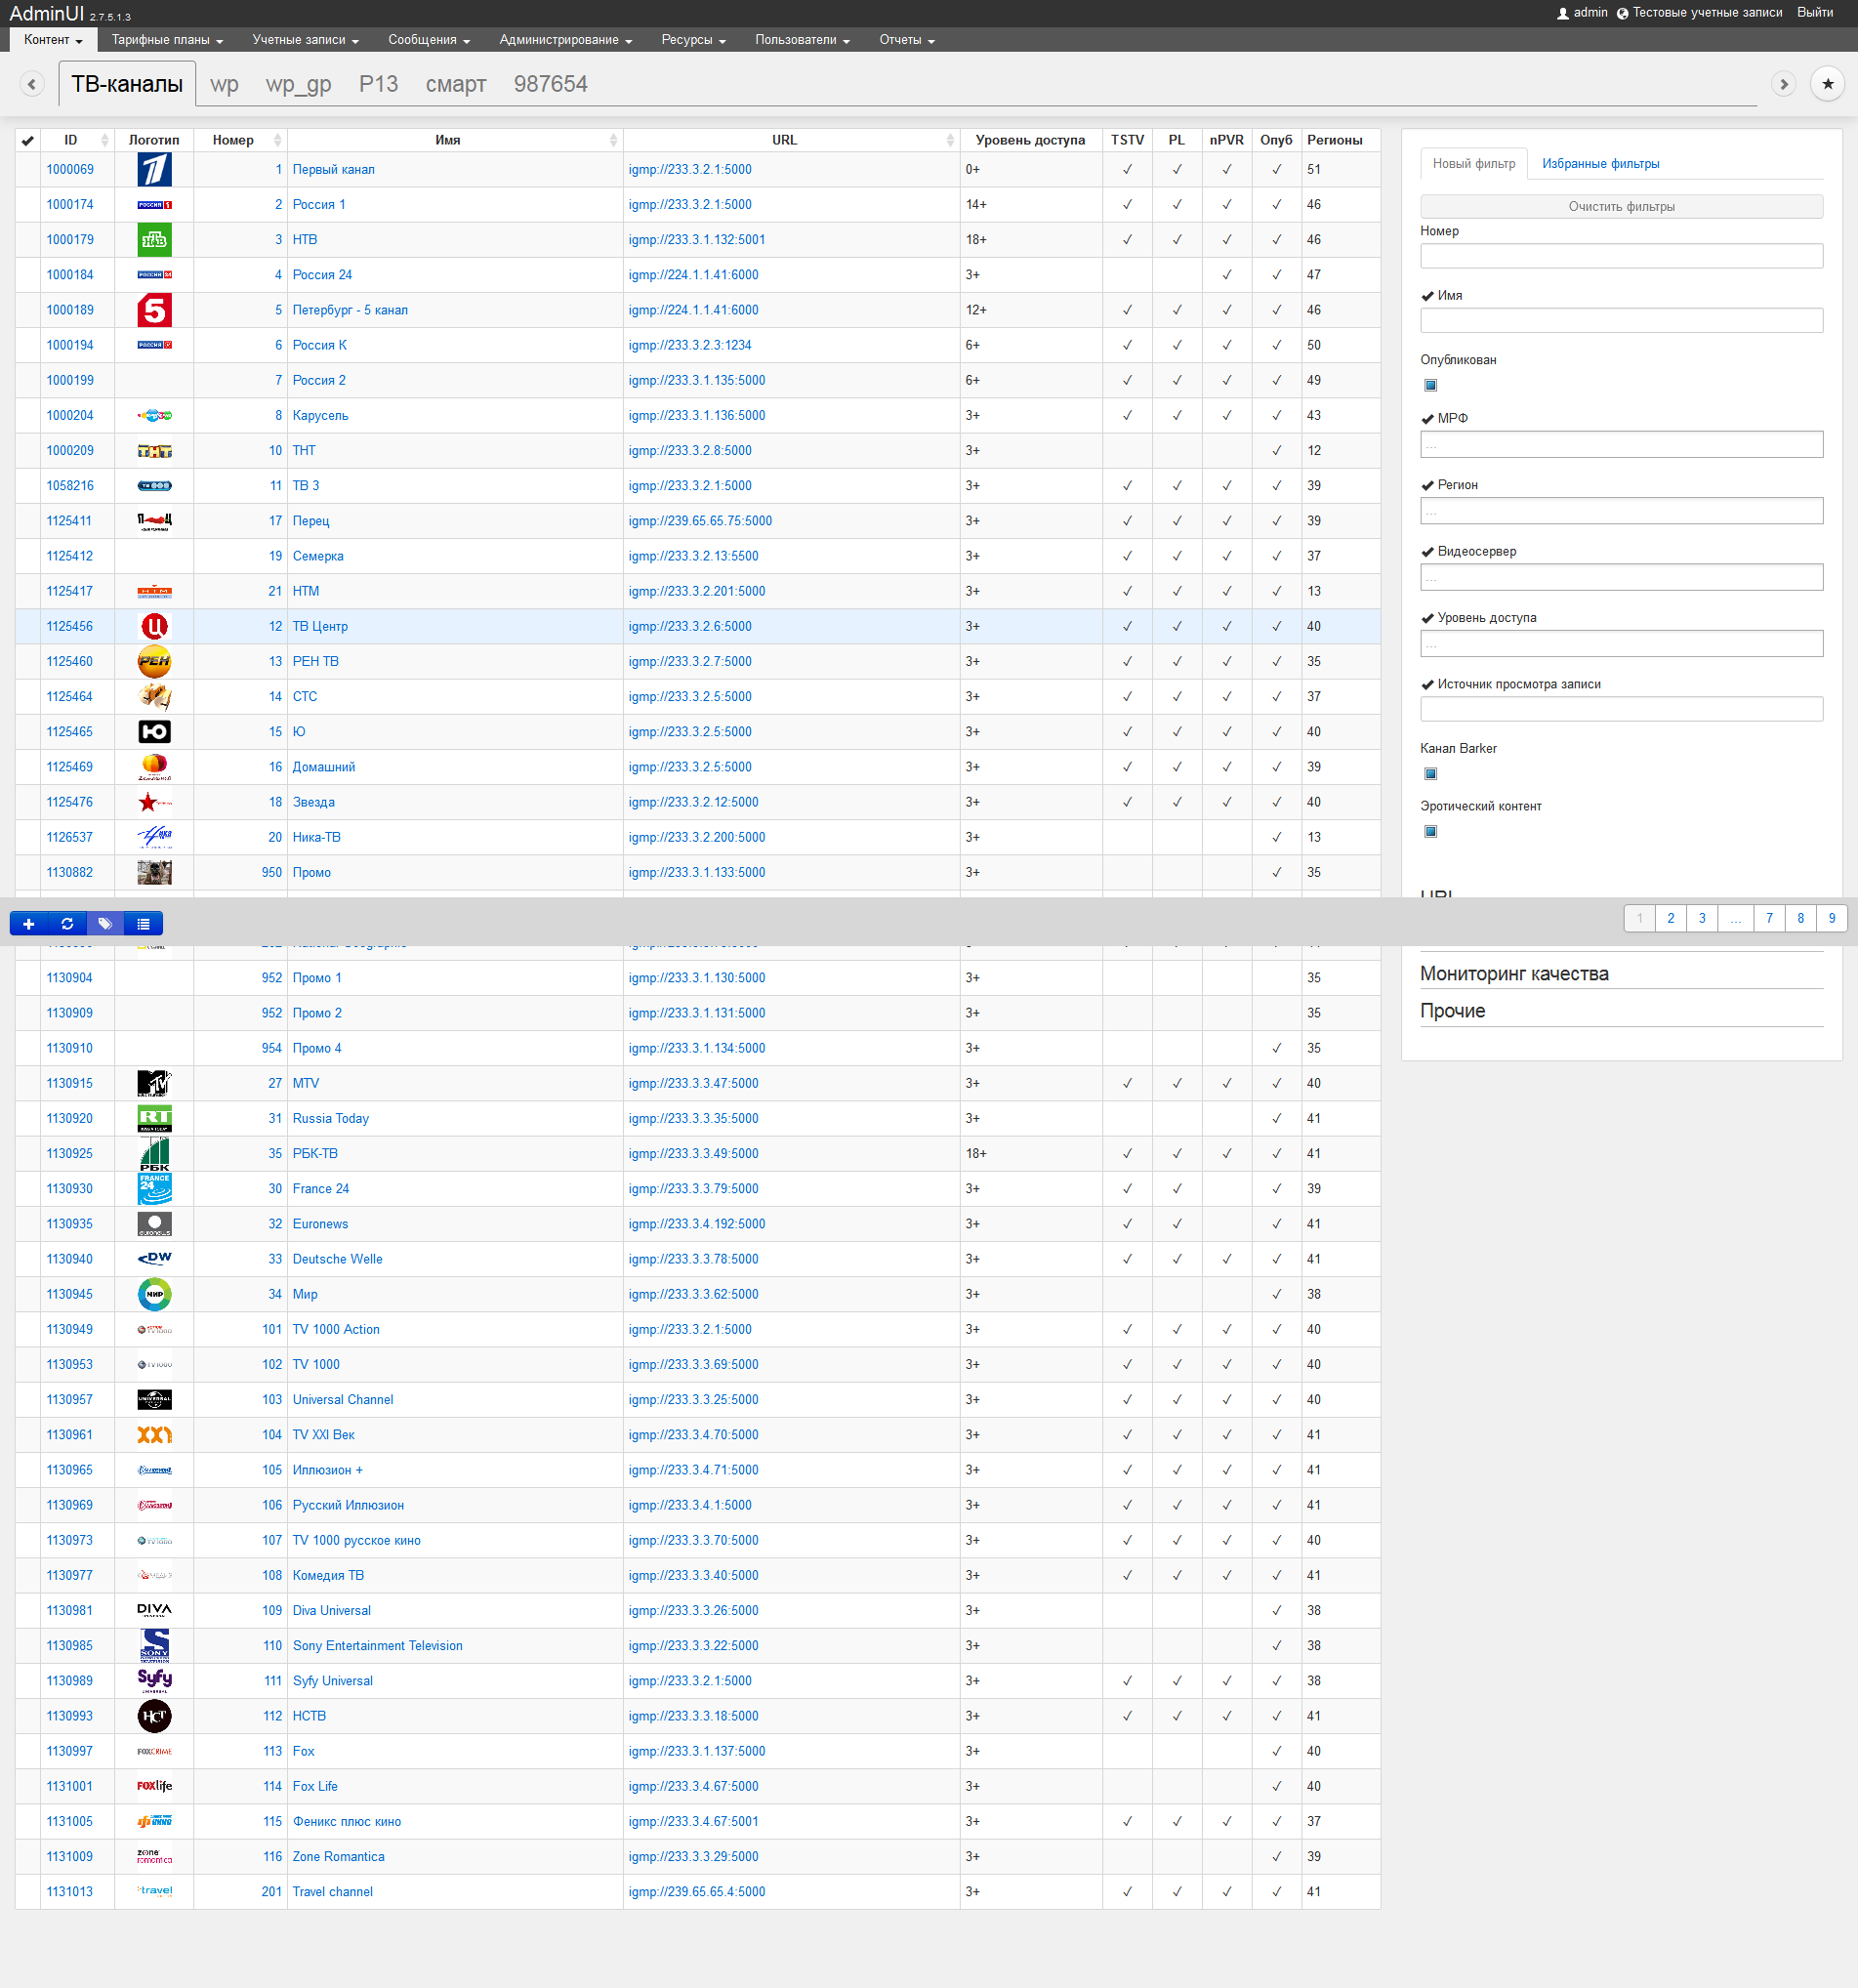 AdminUI 2.7.5.1.3
admin Тестовые учетные записи Выйти
Контент Тарифные планы Учетные записи Сообщения Администрирование Ресурсы Пользователи Отчеты
ТВ-каналы wp wp_gp P13 смарт 987654
ID Логотип Номер Имя URL Уровень доступа TSTV PL nPVR Опуб Регионы
1000069 1 Первый канал igmp://233.3.2.1:5000 0+ ✓ ✓ ✓ ✓ 51
1000174 РОССИЯ 1 2 Россия 1 igmp://233.3.2.1:5000 14+ ✓ ✓ ✓ ✓ 46
1000179 НТВ 3 НТВ igmp://233.3.1.132:5001 18+ ✓ ✓ ✓ ✓ 46
1000184 РОССИЯ 24 4 Россия 24 igmp://224.1.1.41:6000 3+ ✓ ✓ 47
1000189 5 5 Петербург - 5 канал igmp://224.1.1.41:6000 12+ ✓ ✓ ✓ ✓ 46
1000194 РОССИЯ 6 Россия К igmp://233.3.2.3:1234 6+ ✓ ✓ ✓ ✓ 50
1000199 7 Россия 2 igmp://233.3.1.135:5000 6+ ✓ ✓ ✓ ✓ 49
1000204 8 Карусель igmp://233.3.1.136:5000 3+ ✓ ✓ ✓ ✓ 43
1000209 ТНТ 10 ТНТ igmp://233.3.2.8:5000 3+ ✓ 12
1058216 11 ТВ 3 igmp://233.3.2.1:5000 3+ ✓ ✓ ✓ ✓ 39
1125411 17 Перец igmp://239.65.65.75:5000 3+ ✓ ✓ ✓ ✓ 39
1125412 19 Семерка igmp://233.3.2.13:5500 3+ ✓ ✓ ✓ ✓ 37
1125417 НТМ 21 НТМ igmp://233.3.2.201:5000 3+ ✓ ✓ ✓ ✓ 13
1125456 Ц 12 ТВ Центр igmp://233.3.2.6:5000 3+ ✓ ✓ ✓ ✓ 40
1125460 РЕН 13 РЕН ТВ igmp://233.3.2.7:5000 3+ ✓ ✓ ✓ ✓ 35
1125464 14 СТС igmp://233.3.2.5:5000 3+ ✓ ✓ ✓ ✓ 37
1125465 Ю 15 Ю igmp://233.3.2.5:5000 3+ ✓ ✓ ✓ ✓ 40
1125469 16 Домашний igmp://233.3.2.5:5000 3+ ✓ ✓ ✓ ✓ 39
1125476 18 Звезда igmp://233.3.2.12:5000 3+ ✓ ✓ ✓ ✓ 40
1126537 20 Ника-ТВ igmp://233.3.2.200:5000 3+ ✓ 13
1130882 950 Промо igmp://233.3.1.133:5000 3+ ✓ 35
1130904 952 Промо 1 igmp://233.3.1.130:5000 3+ 35
1130909 952 Промо 2 igmp://233.3.1.131:5000 3+ 35
1130910 954 Промо 4 igmp://233.3.1.134:5000 3+ ✓ 35
1130915 MTV 27 MTV igmp://233.3.3.47:5000 3+ ✓ ✓ ✓ ✓ 40
1130920 RT 31 Russia Today igmp://233.3.3.35:5000 3+ ✓ 41
1130925 РБК 35 РБК-ТВ igmp://233.3.3.49:5000 18+ ✓ ✓ ✓ ✓ 41
1130930 FRANCE 24 30 France 24 igmp://233.3.3.79:5000 3+ ✓ ✓ ✓ 39
1130935 euronews 32 Euronews igmp://233.3.4.192:5000 3+ ✓ ✓ ✓ 41
1130940 DW 33 Deutsche Welle igmp://233.3.3.78:5000 3+ ✓ ✓ ✓ ✓ 41
1130945 МИР 34 Мир igmp://233.3.3.62:5000 3+ ✓ 38
1130949 101 TV 1000 Action igmp://233.3.2.1:5000 3+ ✓ ✓ ✓ ✓ 40
1130953 TV1000 102 TV 1000 igmp://233.3.3.69:5000 3+ ✓ ✓ ✓ ✓ 40
1130957 UNIVERSAL 103 Universal Channel igmp://233.3.3.25:5000 3+ ✓ ✓ ✓ ✓ 40
1130961 XXI 104 TV XXI Век igmp://233.3.4.70:5000 3+ ✓ ✓ ✓ ✓ 41
1130965 105 Иллюзион + igmp://233.3.4.71:5000 3+ ✓ ✓ ✓ ✓ 41
1130969 106 Русский Иллюзион igmp://233.3.4.1:5000 3+ ✓ ✓ ✓ ✓ 41
1130973 107 TV 1000 русское кино igmp://233.3.3.70:5000 3+ ✓ ✓ ✓ ✓ 40
1130977 108 Комедия ТВ igmp://233.3.3.40:5000 3+ ✓ ✓ ✓ ✓ 41
1130981 DIVA 109 Diva Universal igmp://233.3.3.26:5000 3+ ✓ 38
1130985 SONY 110 Sony Entertainment Television igmp://233.3.3.22:5000 3+ ✓ 38
1130989 Syfy 111 Syfy Universal igmp://233.3.2.1:5000 3+ ✓ ✓ ✓ ✓ 38
1130993 НСТ 112 НСТВ igmp://233.3.3.18:5000 3+ ✓ ✓ ✓ ✓ 41
1130997 FOXCRIME 113 Fox igmp://233.3.1.137:5000 3+ ✓ 40
1131001 FOXlife 114 Fox Life igmp://233.3.4.67:5000 3+ ✓ 40
1131005 115 Феникс плюс кино igmp://233.3.4.67:5001 3+ ✓ ✓ ✓ ✓ 37
1131009 zone romantica 116 Zone Romantica igmp://233.3.3.29:5000 3+ ✓ 39
1131013 travel 201 Travel channel igmp://239.65.65.4:5000 3+ ✓ ✓ ✓ ✓ 41
Новый фильтр Избранные фильтры
Очистить фильтры
Номер
Имя
Опубликован
МРФ
...
Регион
...
Видеосервер
...
Уровень доступа
...
Источник просмотра записи
Канал Barker
Эротический контент
URL
1 2 3 ... 7 8 9
Мониторинг качества
Прочие